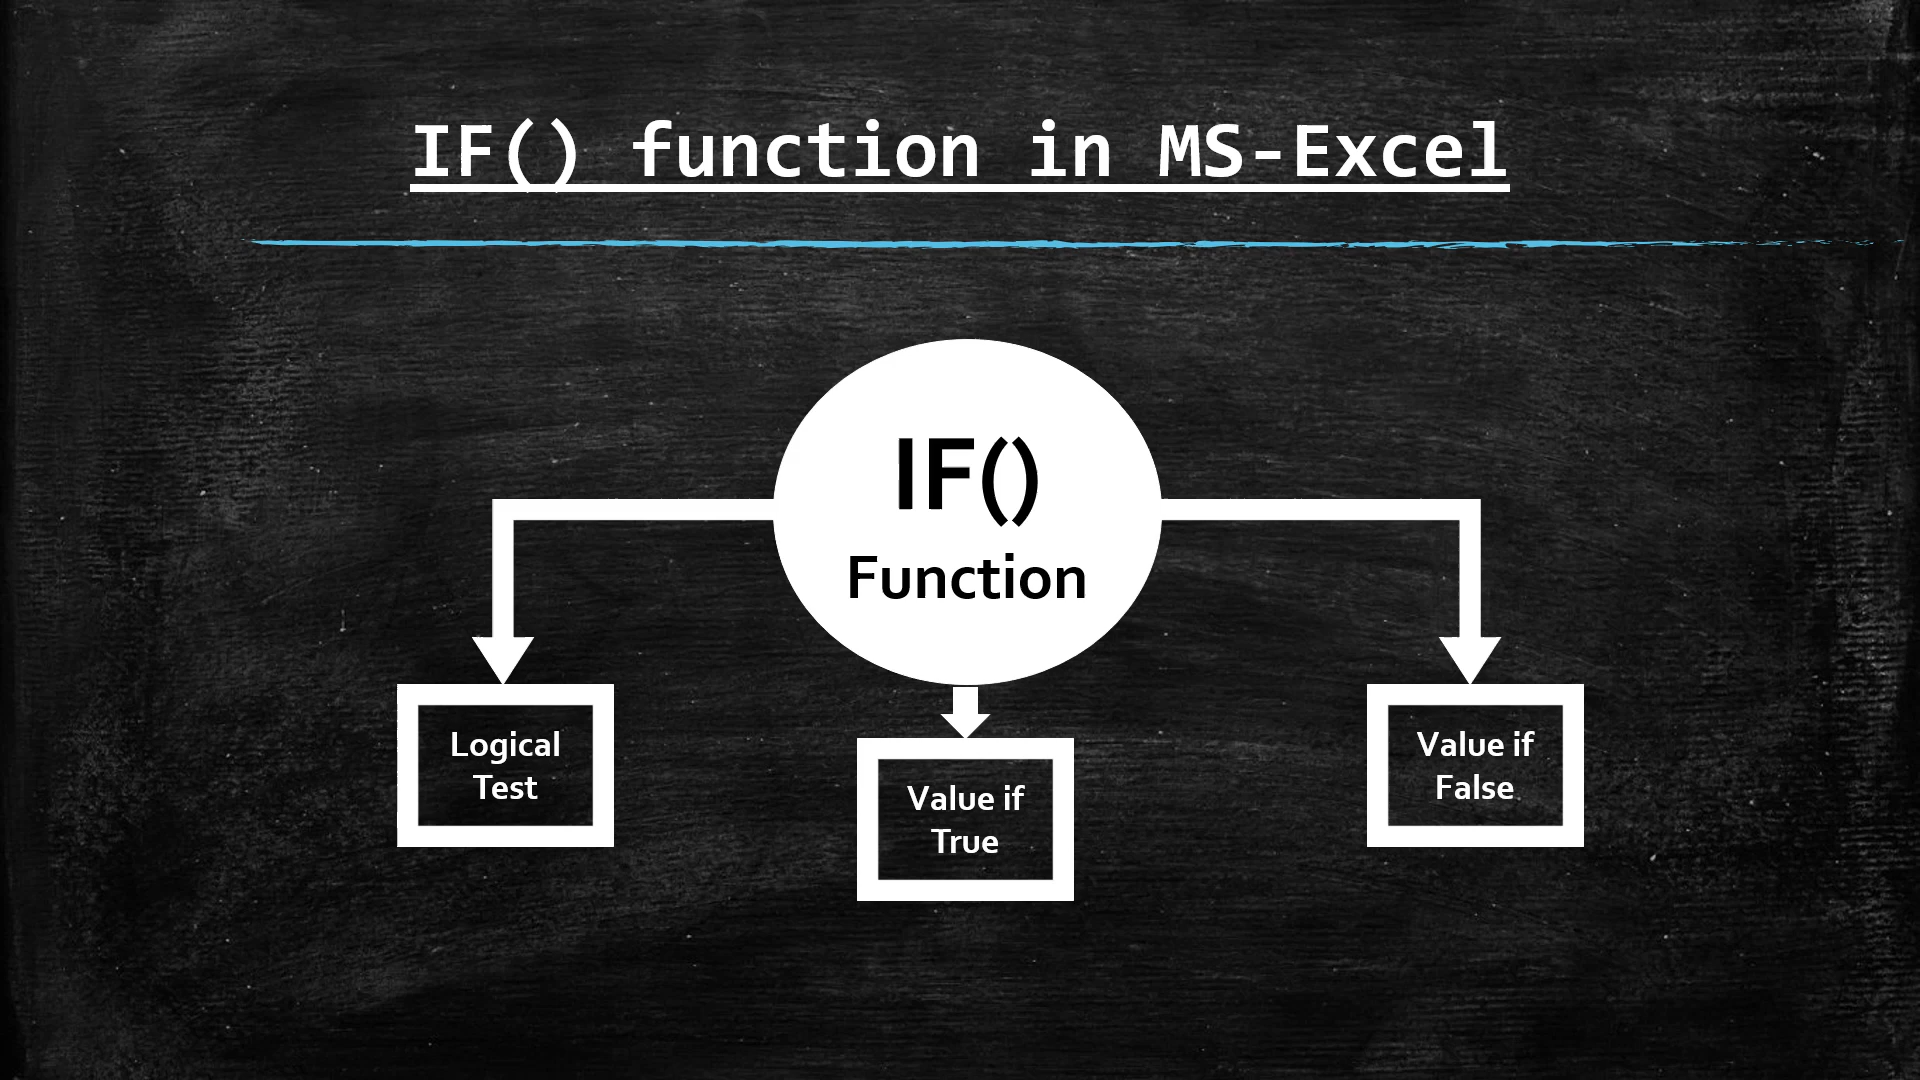 IF() function in MS-Excel
IF()
Function
Logical
Test
Value if
True
Value if
False